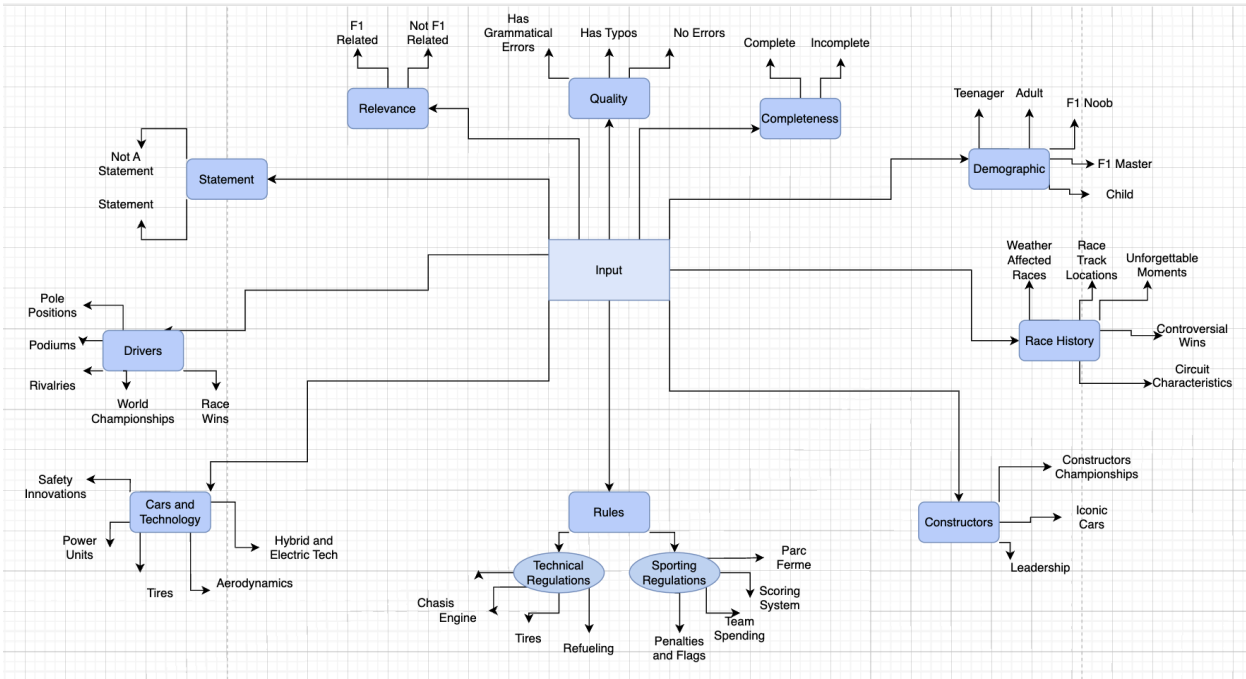 F1
Related
Not F1
Related
Has
Grammatical
Errors
Has Typos
No Errors
Complete
Incomplete
Relevance
Quality
Completeness
Teenager
Adult
F1 Noob
F1 Master
Child
Demographic
Not A
Statement
Statement
Statement
Input
Weather
Affected
Races
Race
Track
Locations
Unforgettable
Moments
Controversial
Wins
Circuit
Characteristics
Race History
Pole
Positions
Podiums
Rivalries
World
Championships
Race
Wins
Drivers
Safety
Innovations
Cars and
Technology
Power
Units
Tires
Aerodynamics
Hybrid and
Electric Tech
Rules
Technical
Regulations
Sporting
Regulations
Chasis
Engine
Tires
Refueling
Parc
Ferme
Scoring
System
Team
Spending
Penalties
and Flags
Constructors
Constructors
Championships
Iconic
Cars
Leadership